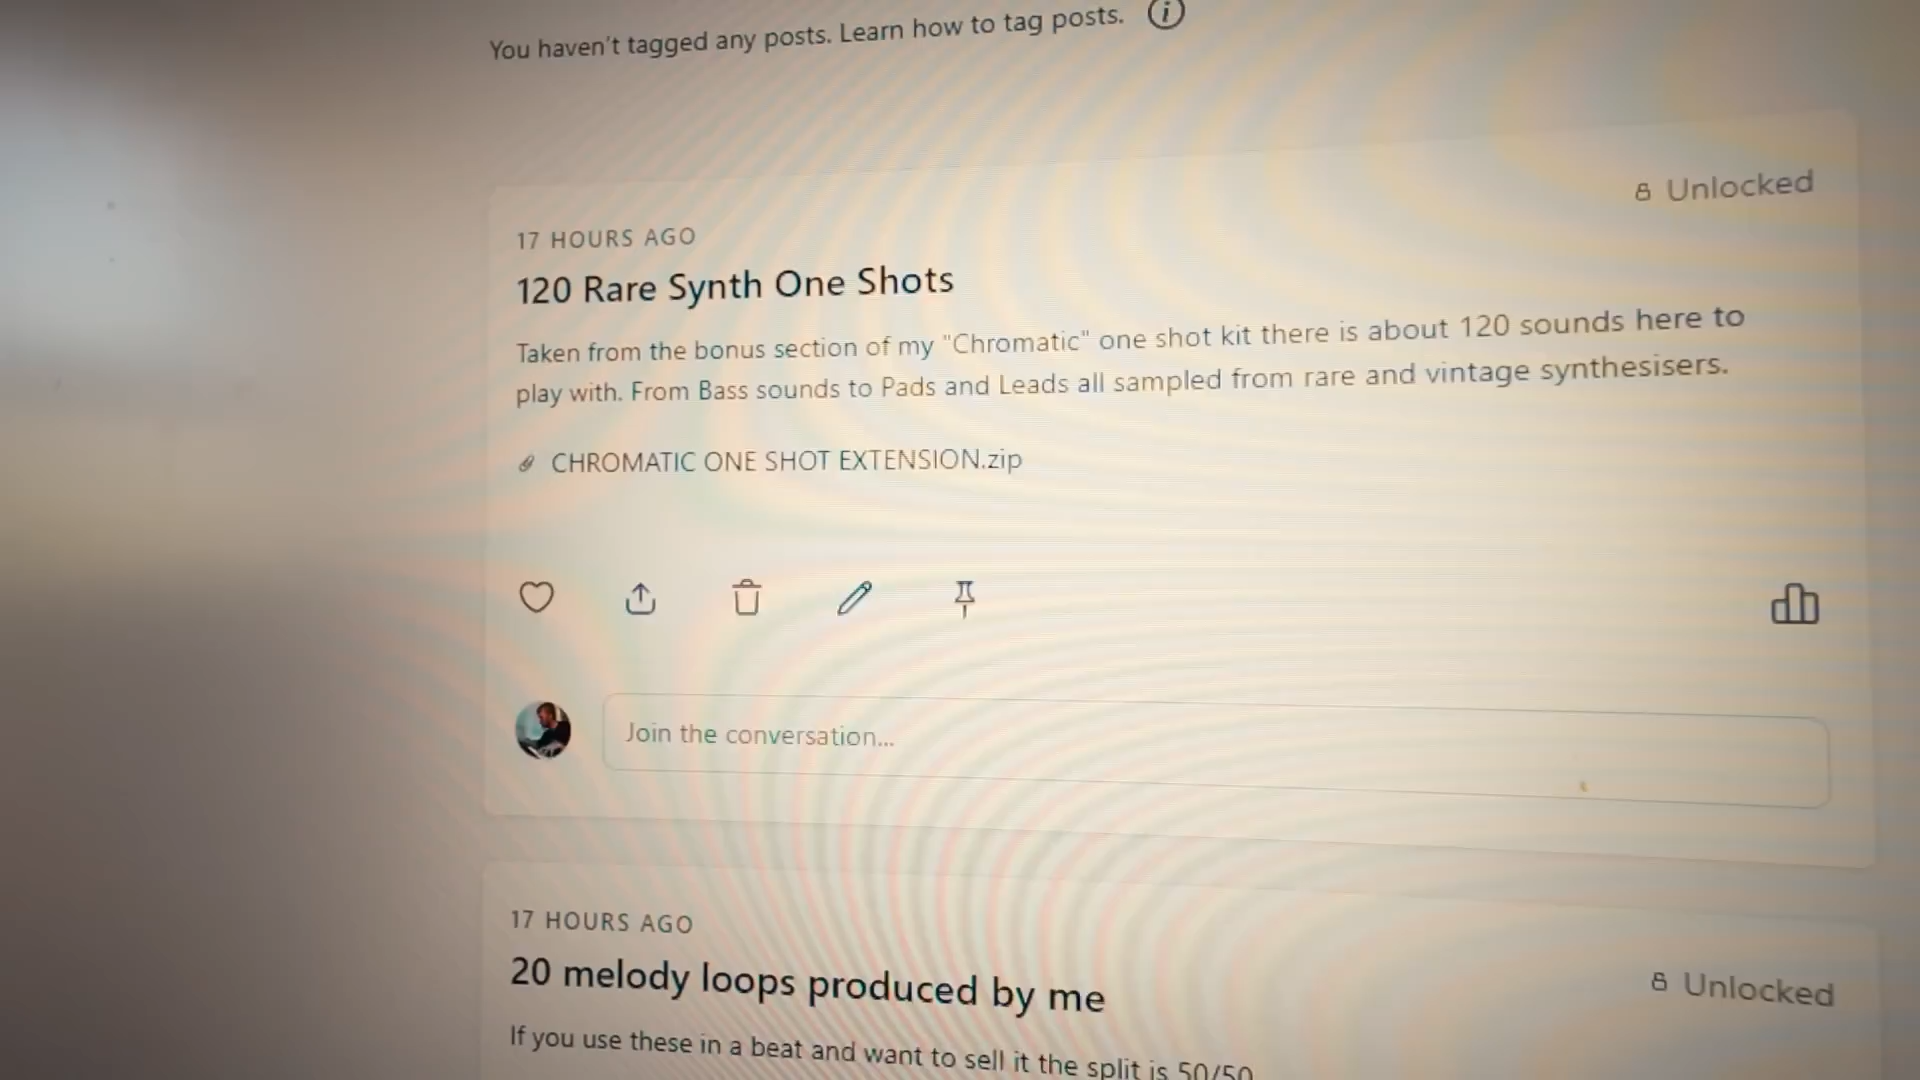 You haven't tagged any posts. Learn how to tag posts.
Unlocked
17 HOURS AGO
120 Rare Synth One Shots
Taken from the bonus section of my "Chromatic" one shot kit there is about 120 sounds here to
play with. From Bass sounds to Pads and Leads all sampled from rare and vintage synthesisers.
CHROMATIC ONE SHOT EXTENSION.zip
Join the conversation...
17 HOURS AGO
Unlocked
20 melody loops produced by me
If you use these in a beat and want to sell it the split is 50/50